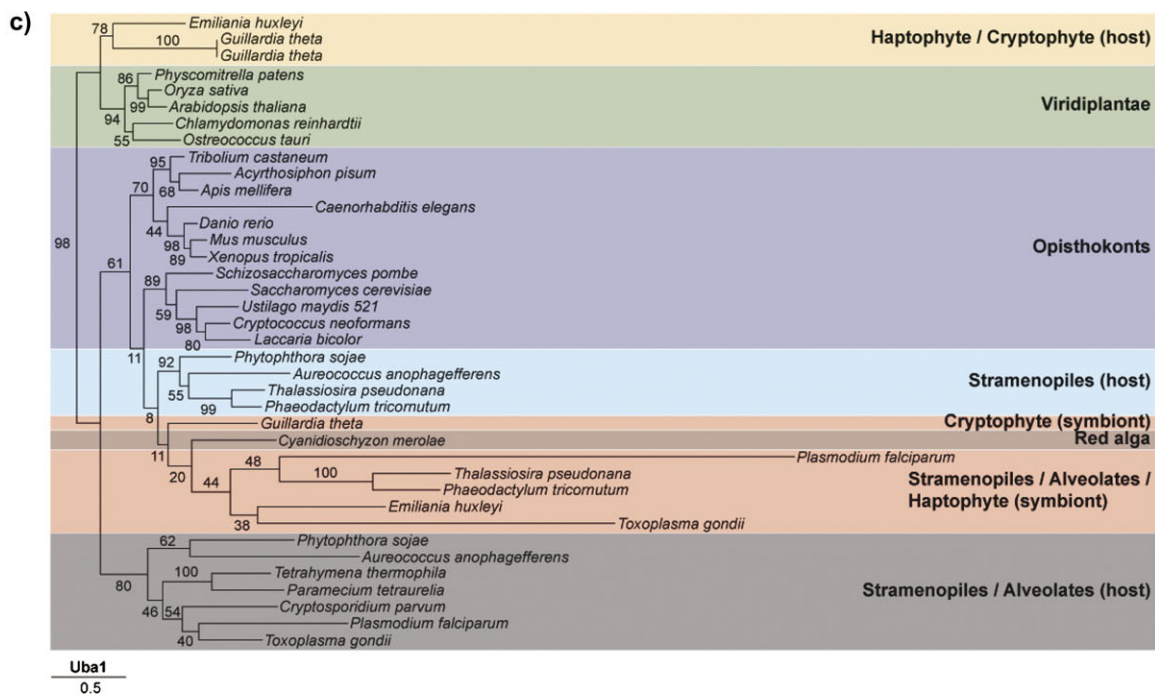 c)
78
Emiliania huxleyi
100
Guillardia theta
Guillardia theta
Haptophyte / Cryptophyte (host)
86
Physcomitrella patens
Oryza sativa
99
Arabidopsis thaliana
94
Chlamydomonas reinhardtii
55
Ostreococcus tauri
Viridiplantae
95
Tribolium castaneum
Acyrthosiphon pisum
70
68
Apis mellifera
Caenorhabditis elegans
44
Danio rerio
98
Mus musculus
89
Xenopus tropicalis
98
61
Opisthokonts
89
Schizosaccharomyces pombe
Saccharomyces cerevisiae
59
Ustilago maydis 521
98
Cryptococcus neoformans
80
Laccaria bicolor
11
92
Phytophthora sojae
Aureococcus anophagefferens
55
Thalassiosira pseudonana
99
Phaeodactylum tricornutum
Stramenopiles (host)
8
Guillardia theta
Cryptophyte (symbiont)
Cyanidioschyzon merolae
Red alga
11
20
48
Plasmodium falciparum
100
Thalassiosira pseudonana
44
Phaeodactylum tricornutum
Emiliania huxleyi
38
Toxoplasma gondii
Stramenopiles / Alveolates /
Haptophyte (symbiont)
62
Phytophthora sojae
Aureococcus anophagefferens
80
100
Tetrahymena thermophila
Paramecium tetraurelia
46
54
Cryptosporidium parvum
Plasmodium falciparum
40
Toxoplasma gondii
Stramenopiles / Alveolates (host)
Uba1
0.5